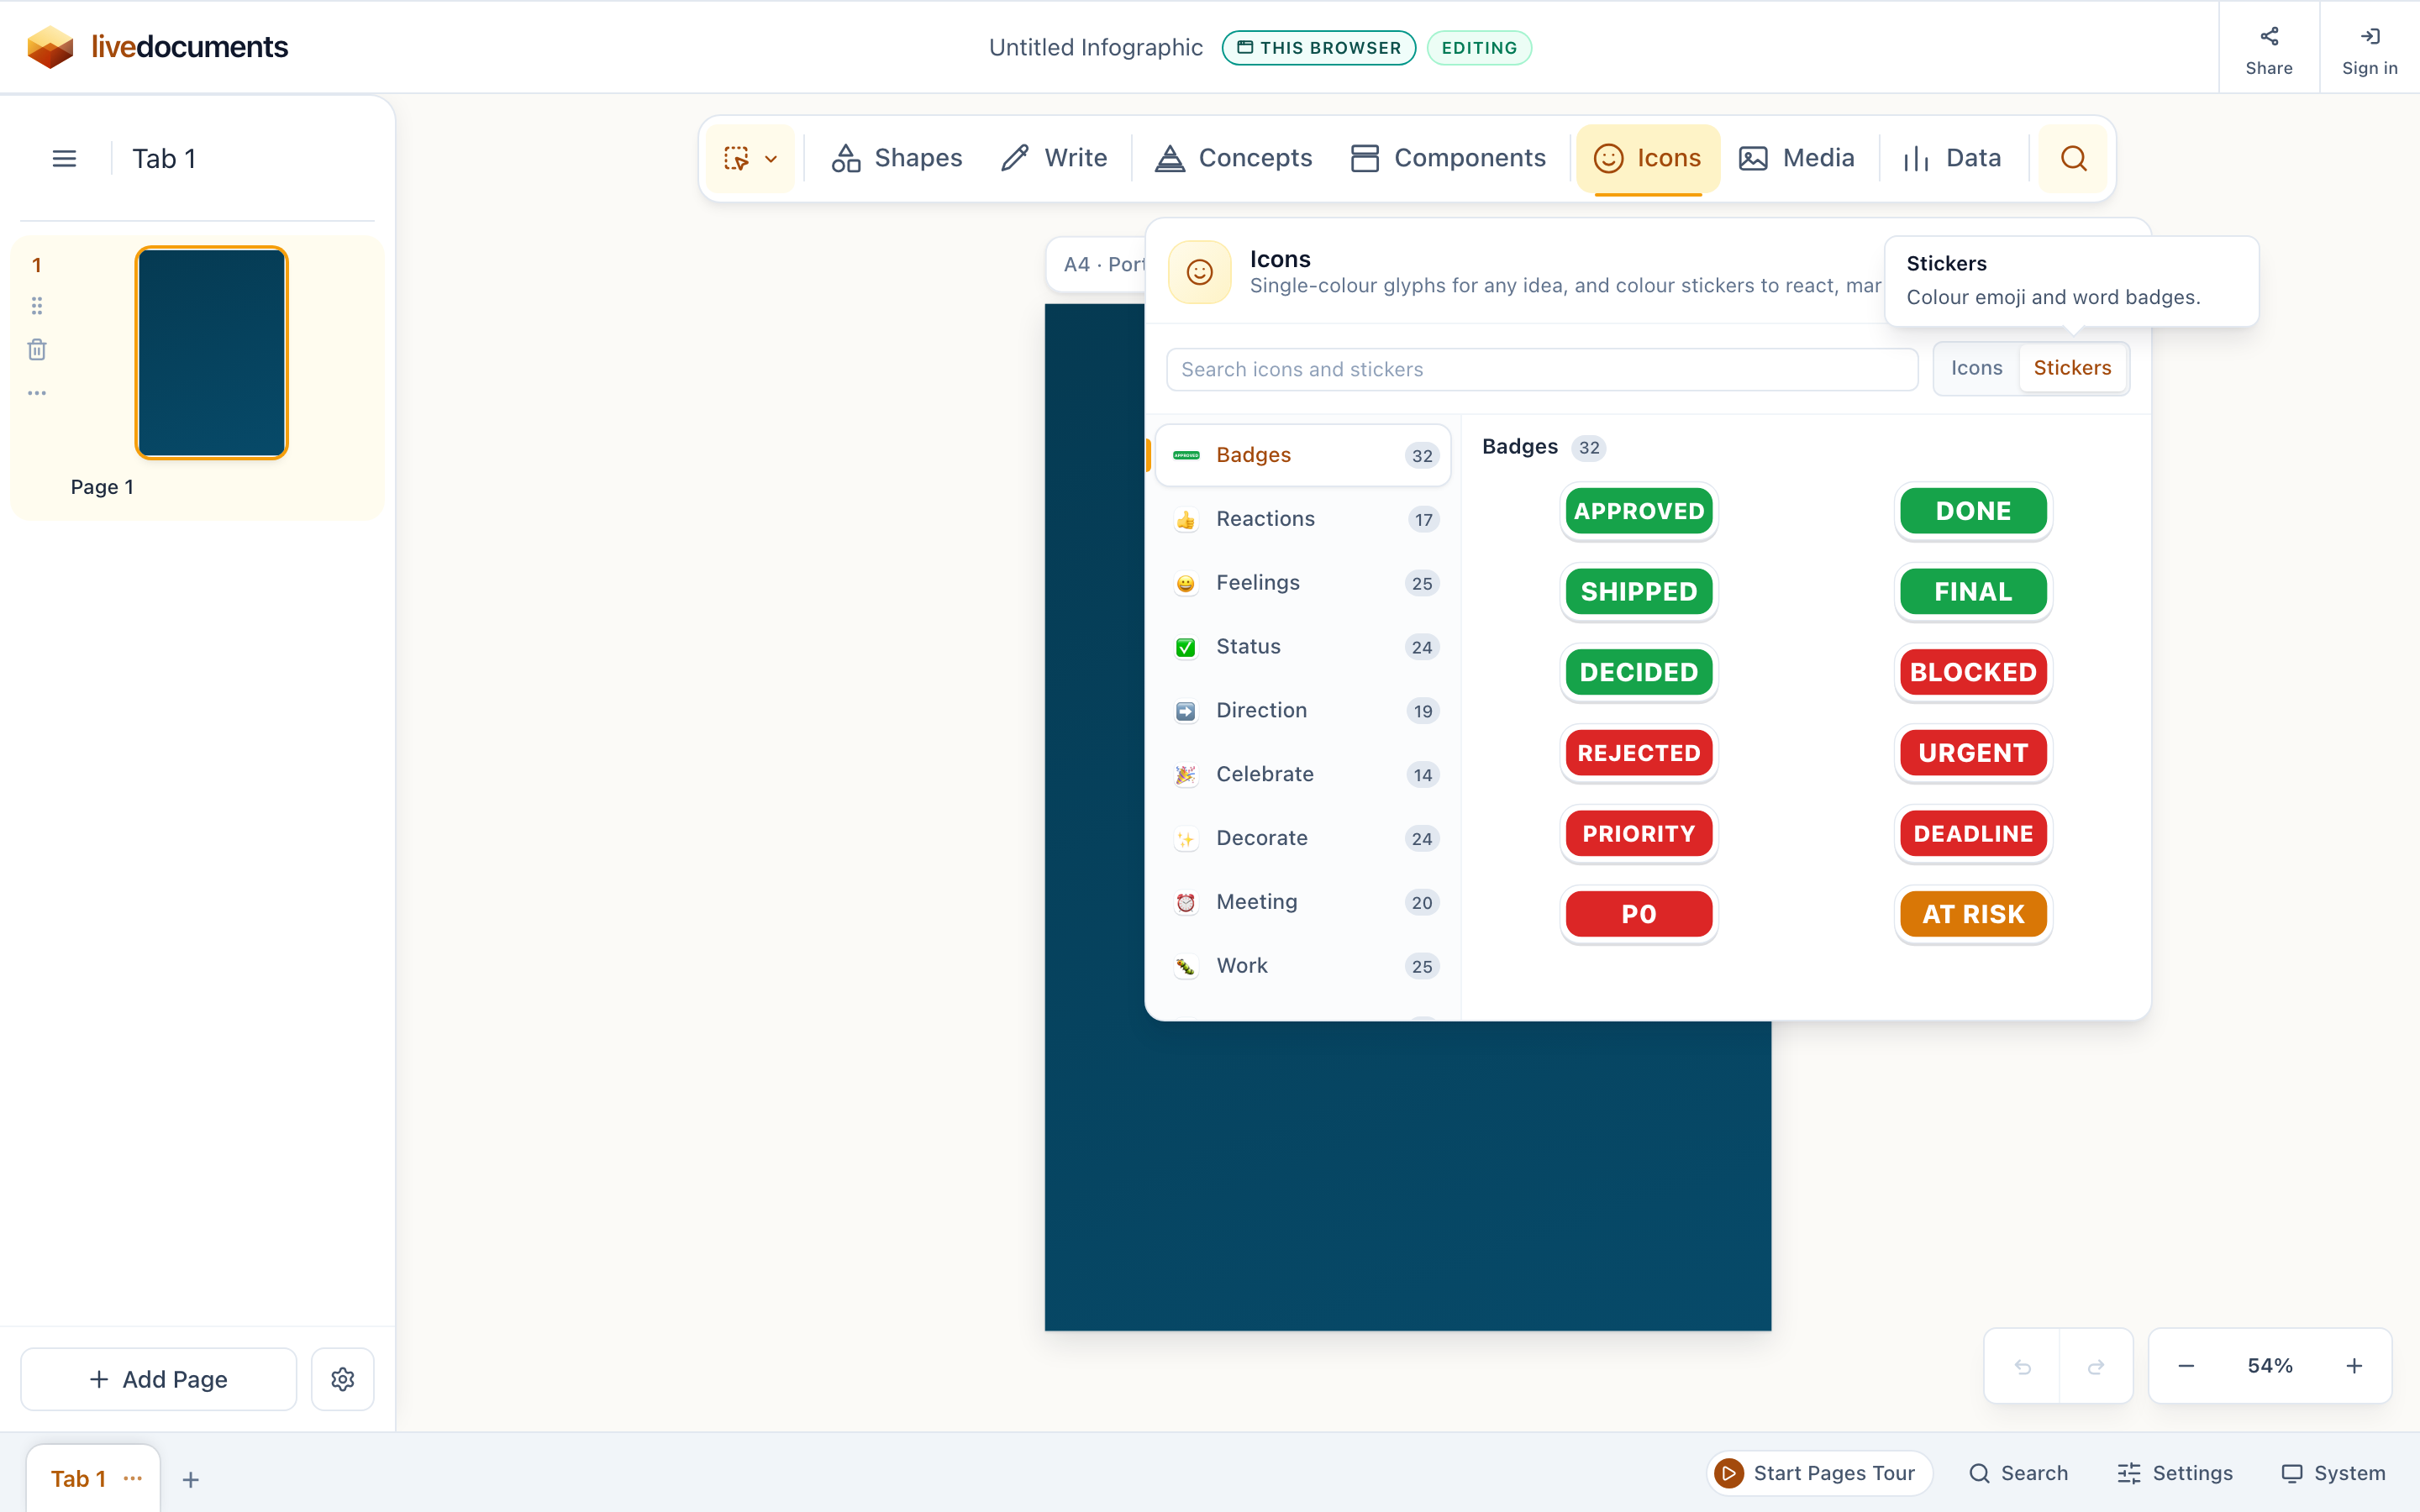 livedocuments
Untitled Infographic
THIS BROWSER
EDITING
Share
Sign in
Tab 1
1
Page 1
Add Page
Shapes
Write
Concepts
Components
Icons
Media
Data
A4 · Port
Icons
Single-colour glyphs for any idea, and colour stickers to react, mar
Stickers
Colour emoji and word badges.
Search icons and stickers
Icons
Stickers
Badges 32
Reactions 17
Feelings 25
Status 24
Direction 19
Celebrate 14
Decorate 24
Meeting 20
Work 25
Badges 32
APPROVED
DONE
SHIPPED
FINAL
DECIDED
BLOCKED
REJECTED
URGENT
PRIORITY
DEADLINE
P0
AT RISK
54%
Tab 1
Start Pages Tour
Search
Settings
System